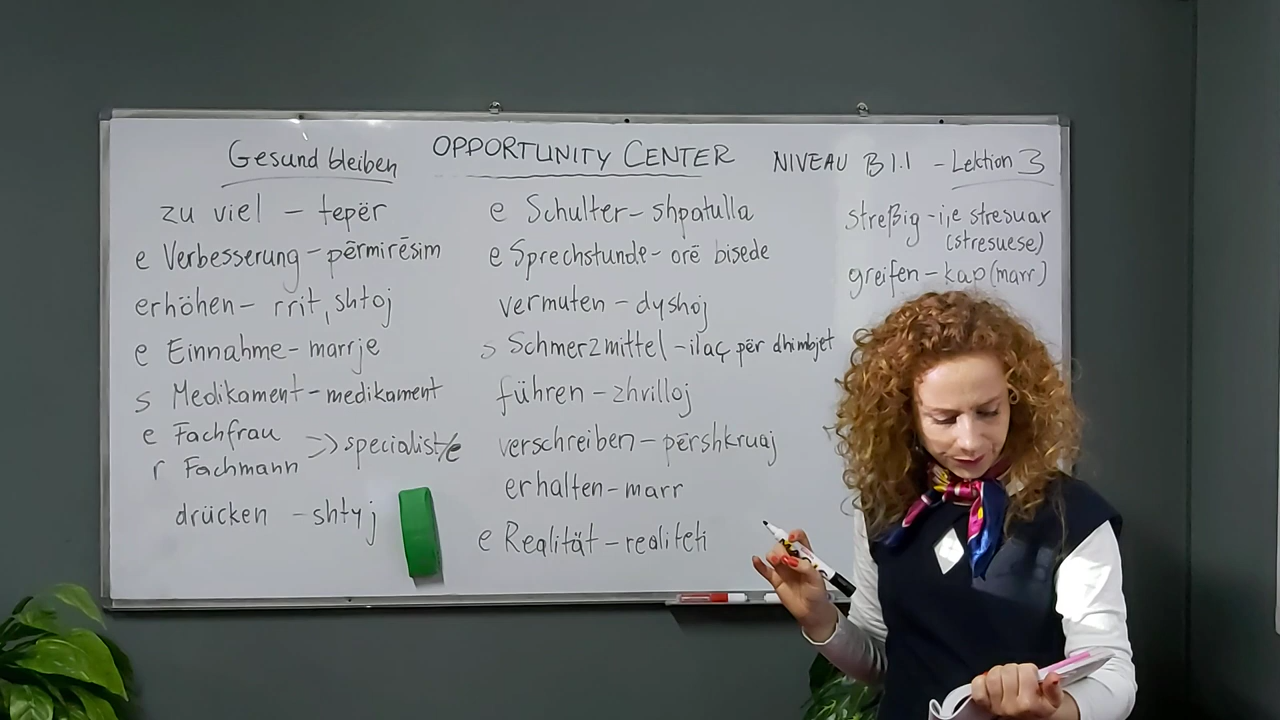 Gesund bleiben
OPPORTUNITY CENTER
NIVEAU B1.1 - Lektion 3
zu viel - tepër
e Verbesserung - përmirësim
erhöhen - rrit, shtoj
e Einnahme - marrje
s Medikament - medikament
e Fachfrau
r Fachmann >> specialist/e
drücken - shtyj
e Schulter - shpatulla
e Sprechstunde - orë bisede
vermuten - dyshoj
s Schmerzmittel - ilaç për dhimbjet
führen - zhvilloj
verschreiben - përshkruaj
erhalten - marr
e Realität - realiteti
streßig - i,e stresuar
(stresuese)
greifen - kap (marr)